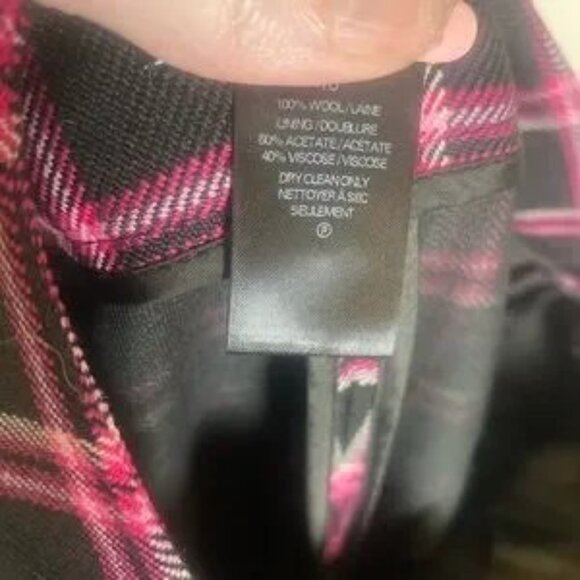 100% WOOL/LAINE
LINING/DOUBLURE
60% ACETATE/ACÉTATE
40% VISCOSE/VISCOSE
DRY CLEAN ONLY
NETTOYER À SEC
SEULEMENT
P